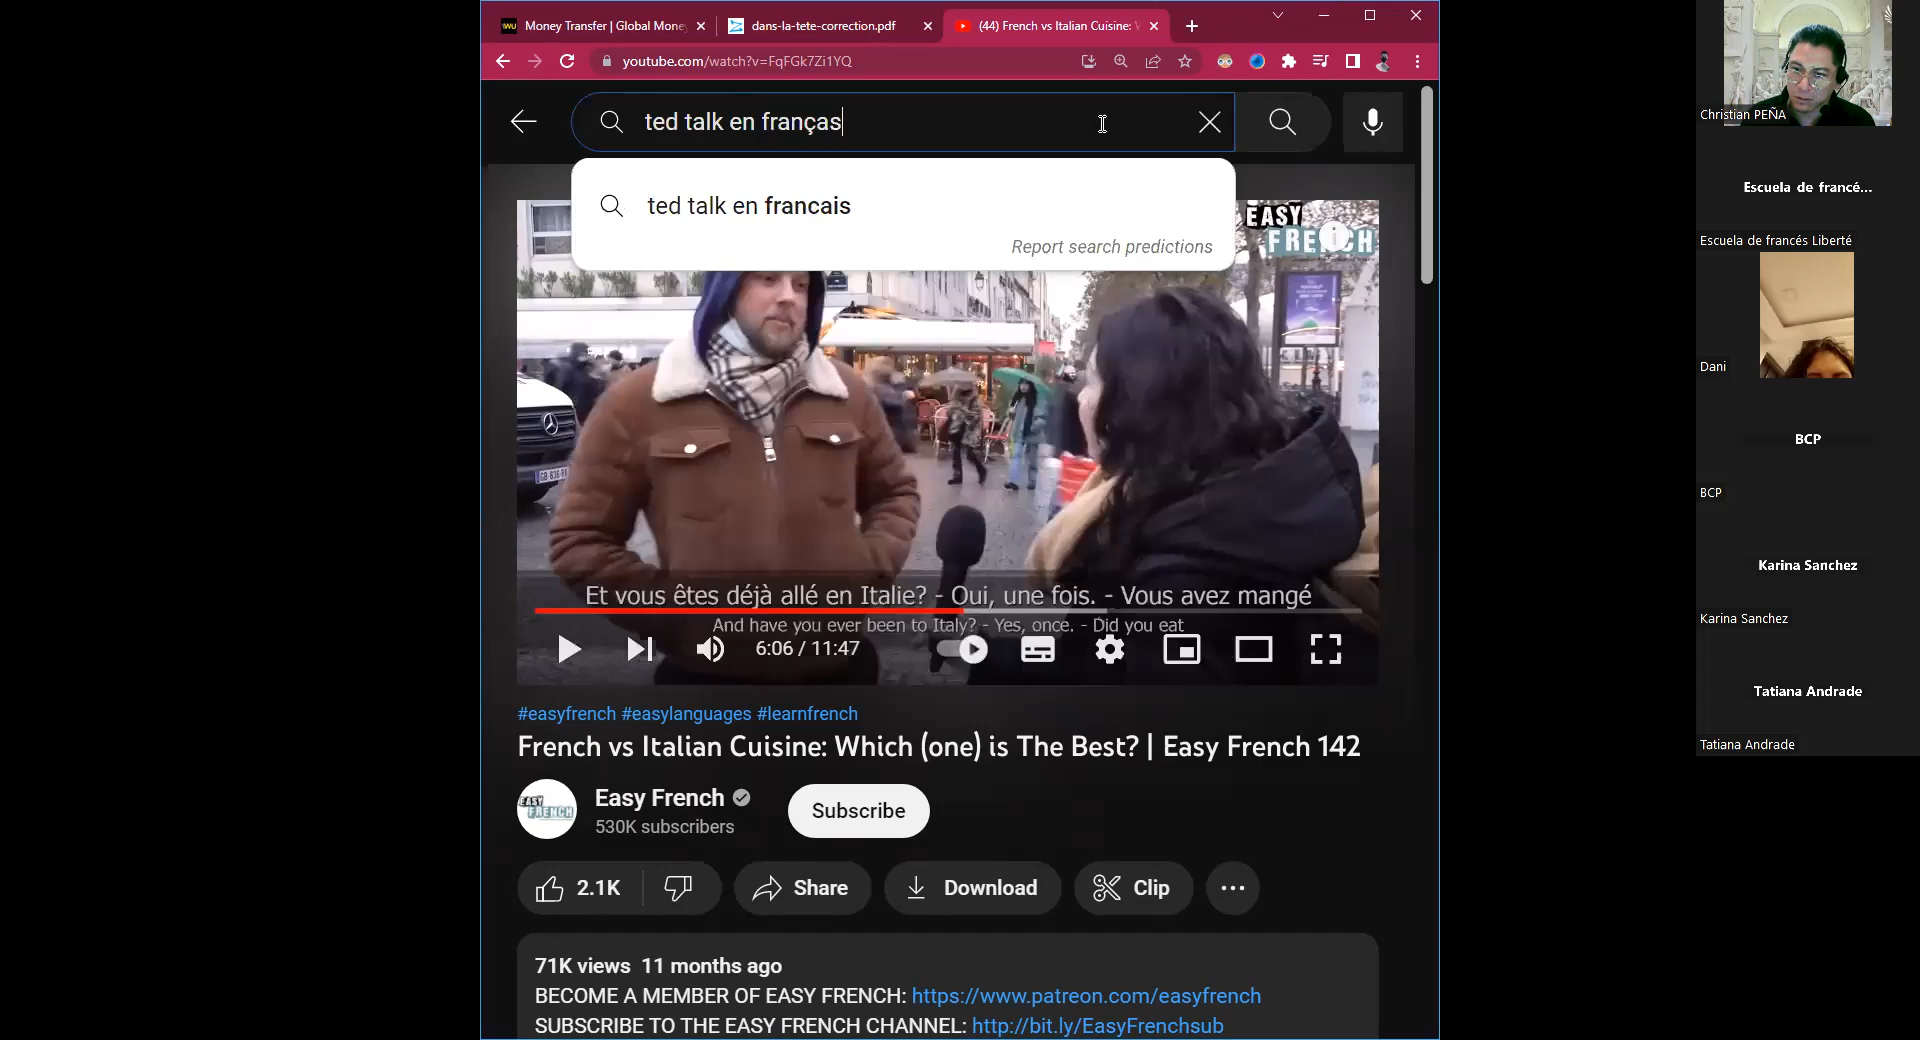 Money Transfer | Global Mone
dans-la-tete-correction.pdf
(44) French vs Italian Cuisine:
youtube.com/watch?v=FqFGk7Zi1YQ
ted talk en franças
ted talk en francais
Report search predictions
EASY
FRENCH
Et vous êtes déjà allé en Italie? - Oui, une fois. - Vous avez mangé
And have you ever been to Italy? - Yes, once. - Did you eat
6:06 / 11:47
#easyfrench #easylanguages #learnfrench
French vs Italian Cuisine: Which (one) is The Best? | Easy French 142
Easy French
530K subscribers
Subscribe
2.1K
Share
Download
Clip
71K views 11 months ago
BECOME A MEMBER OF EASY FRENCH: https://www.patreon.com/easyfrench
SUBSCRIBE TO THE EASY FRENCH CHANNEL: http://bit.ly/EasyFrenchsub
Christian PEÑA
Escuela de francé...
Escuela de francés Liberté
Dani
BCP
BCP
Karina Sanchez
Karina Sanchez
Tatiana Andrade
Tatiana Andrade